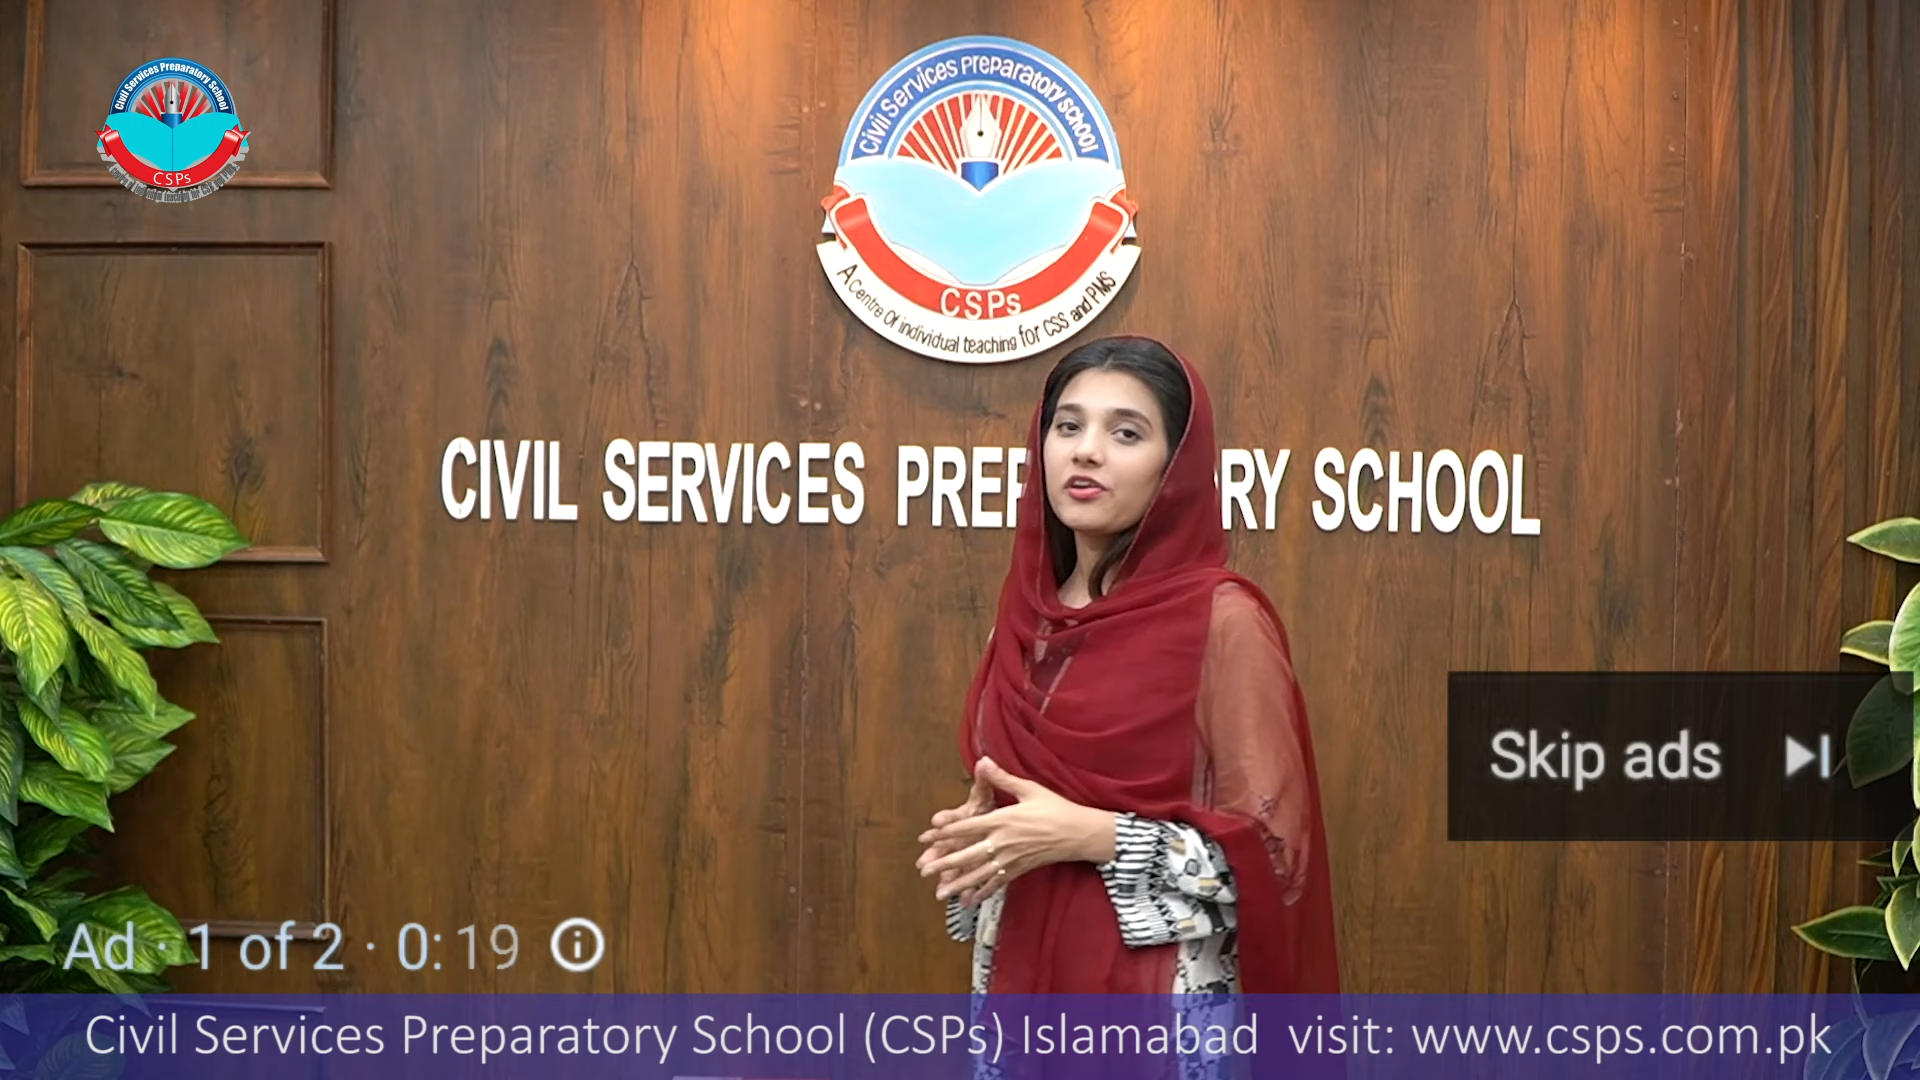 Civil Services Preparatory School
CSPs
Civil Services Preparatory School
CSPs
A Centre Of individual teaching for CSS and PMS
CIVIL SERVICES PREP RY SCHOOL
Skip ads
Ad · 1 of 2 · 0:19
Civil Services Preparatory School (CSPs) Islamabad visit: www.csps.com.pk